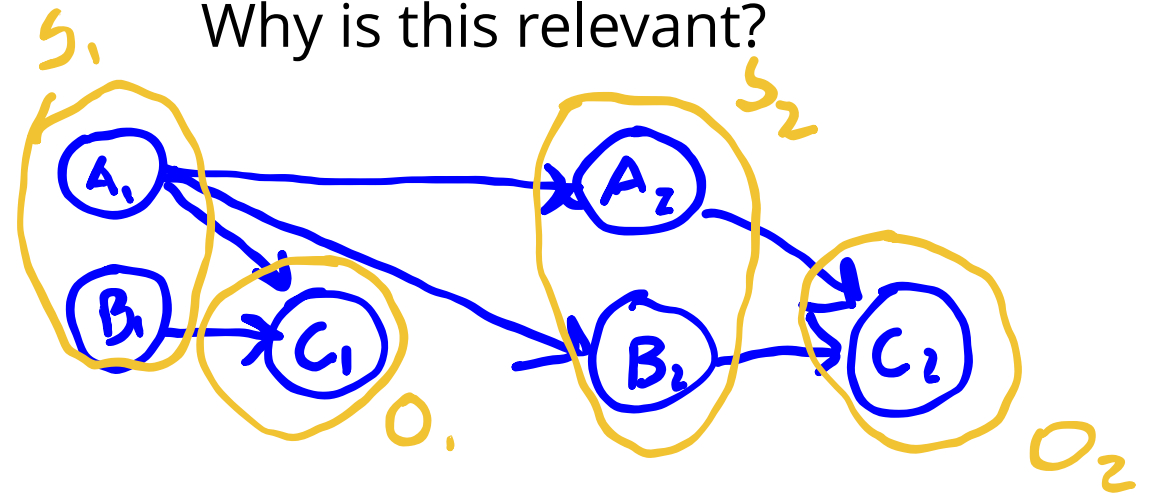 Why is this relevant?
S1
S2
A1
A2
B1
C1
B2
C2
O1
O2